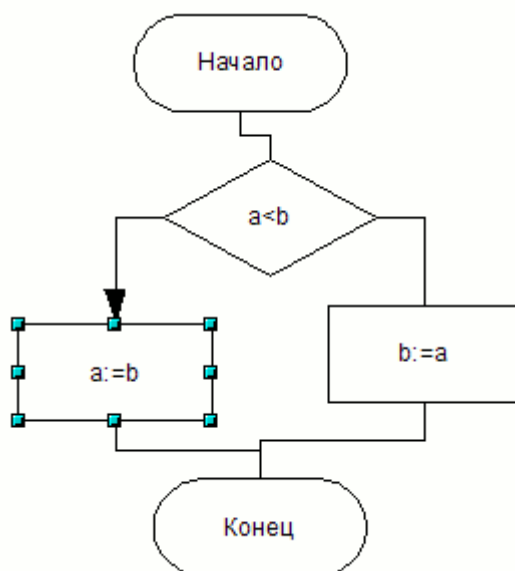 Начало
a<b
a:=b
b:=a
Конец